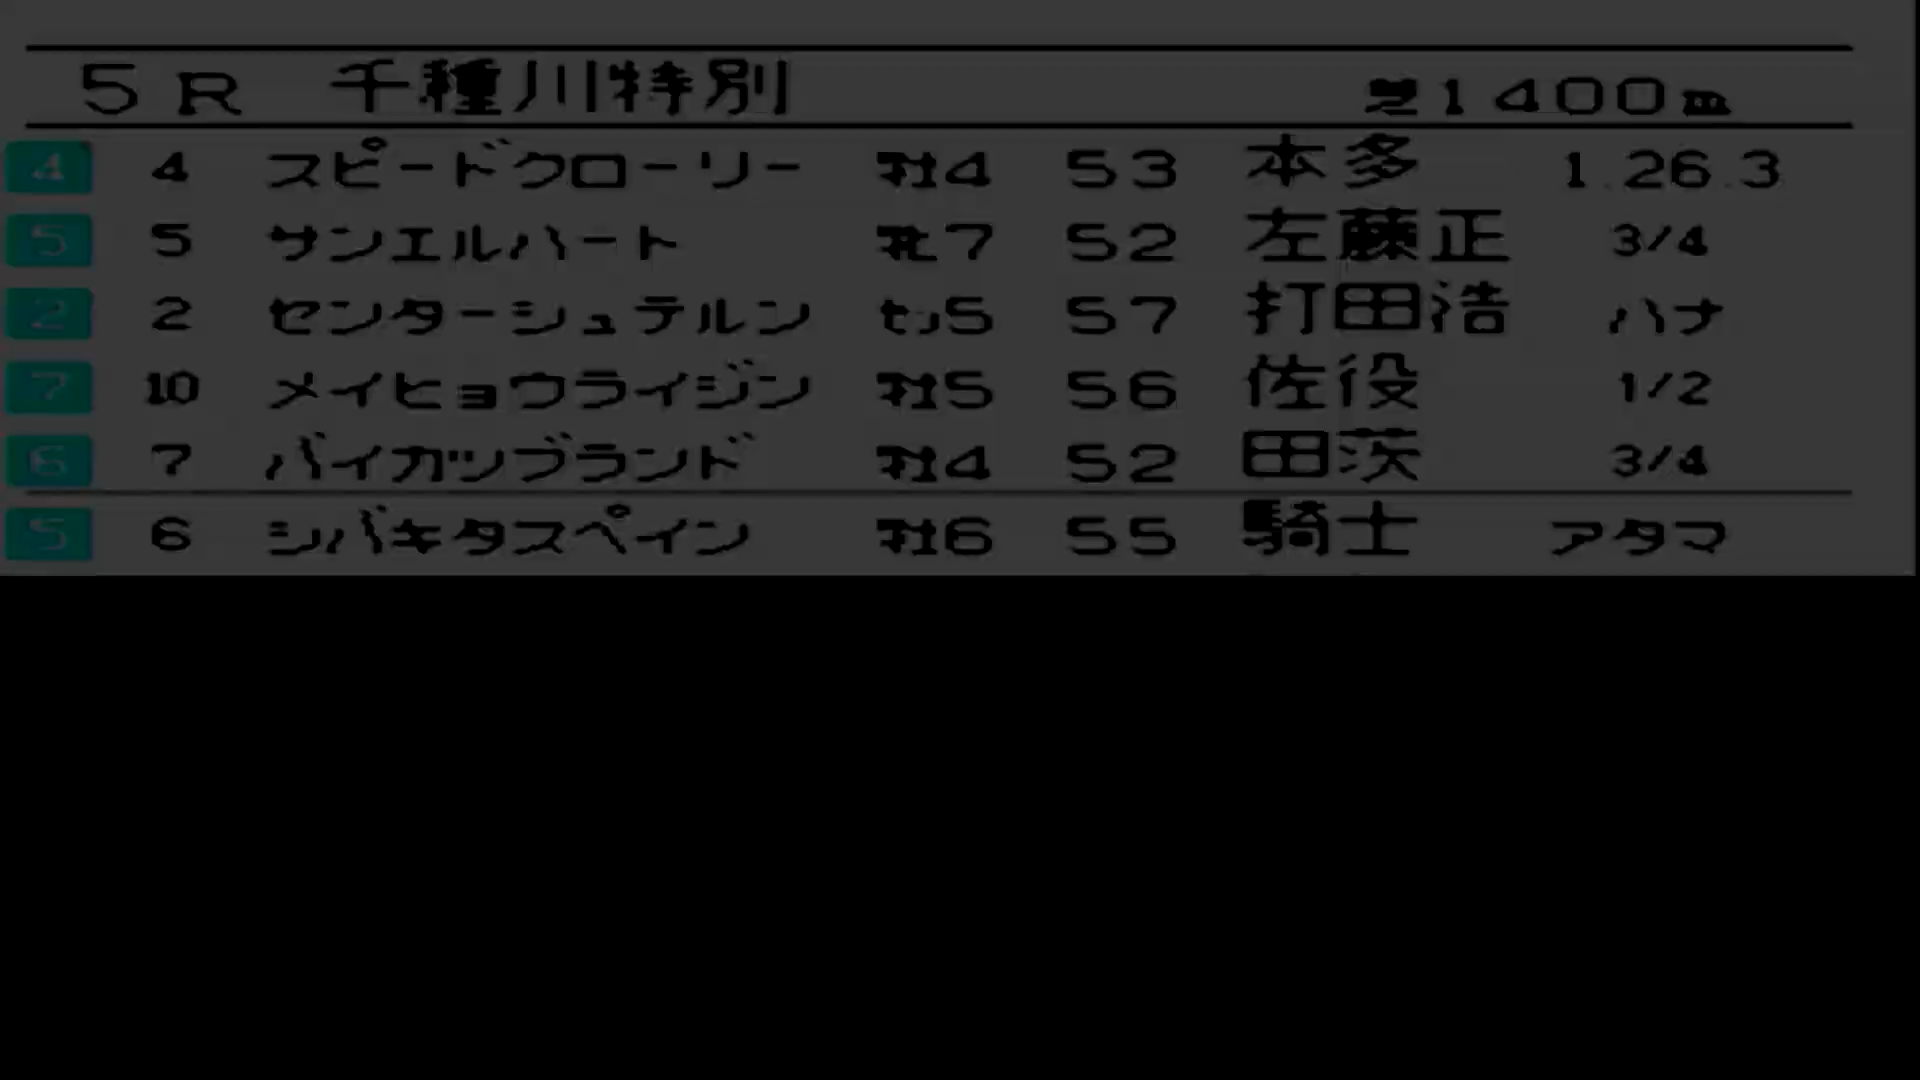 5R 千種川特別 芝1400m
4 4 スピードクローリー 牡4 53 本多 1.26.3
5 5 サンエルハート 牝7 52 左藤正 3/4
2 2 センターシュテルン セン5 57 打田浩 ハナ
7 10 メイヒョウライジン 牡5 56 佐役 1/2
6 7 バイカツブランド 牡4 52 田茨 3/4
5 6 シバキタスペイン 牡6 55 騎士 アタマ